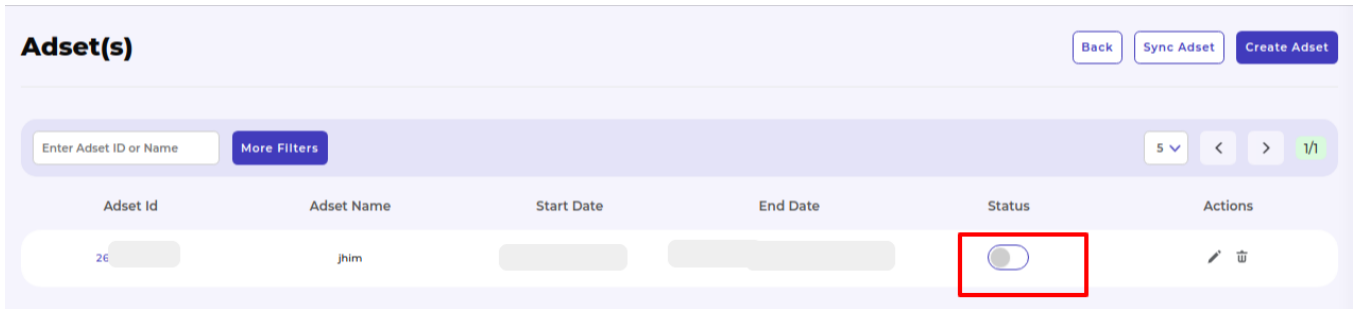 Adset(s)
Back Sync Adset Create Adset
Enter Adset ID or Name More Filters 5 1/1
Adset Id Adset Name Start Date End Date Status Actions
26 jhim